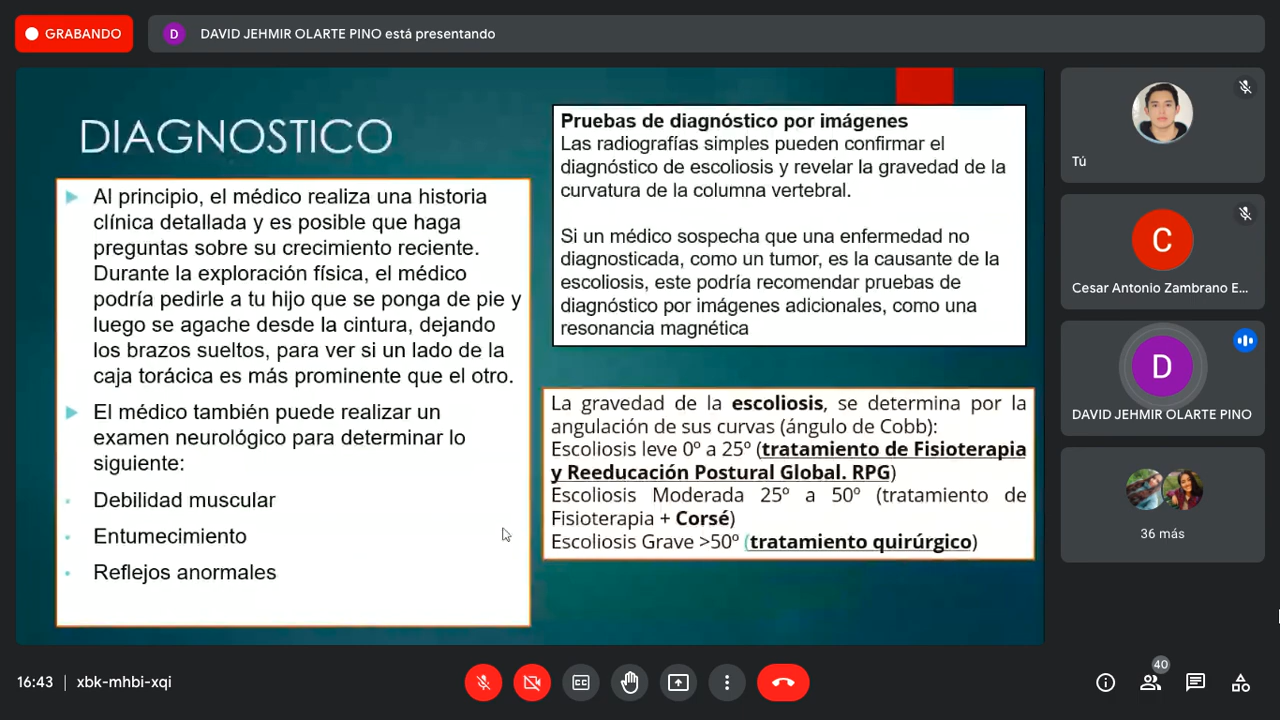 GRABANDO
D
DAVID JEHMIR OLARTE PINO está presentando
DIAGNOSTICO
Al principio, el médico realiza una historia
clínica detallada y es posible que haga
preguntas sobre su crecimiento reciente.
Durante la exploración física, el médico
podría pedirle a tu hijo que se ponga de pie y
luego se agache desde la cintura, dejando
los brazos sueltos, para ver si un lado de la
caja torácica es más prominente que el otro.
El médico también puede realizar un
examen neurológico para determinar lo
siguiente:
Debilidad muscular
Entumecimiento
Reflejos anormales
Pruebas de diagnóstico por imágenes
Las radiografías simples pueden confirmar el
diagnóstico de escoliosis y revelar la gravedad de la
curvatura de la columna vertebral.
Si un médico sospecha que una enfermedad no
diagnosticada, como un tumor, es la causante de la
escoliosis, este podría recomendar pruebas de
diagnóstico por imágenes adicionales, como una
resonancia magnética
La gravedad de la escoliosis, se determina por la
angulación de sus curvas (ángulo de Cobb):
Escoliosis leve 0º a 25º (tratamiento de Fisioterapia
y Reeducación Postural Global. RPG)
Escoliosis Moderada 25º a 50º (tratamiento de
Fisioterapia + Corsé)
Escoliosis Grave >50º (tratamiento quirúrgico)
Tú
C
Cesar Antonio Zambrano E...
D
DAVID JEHMIR OLARTE PINO
36 más
16:43 | xbk-mhbi-xqi
CC
40